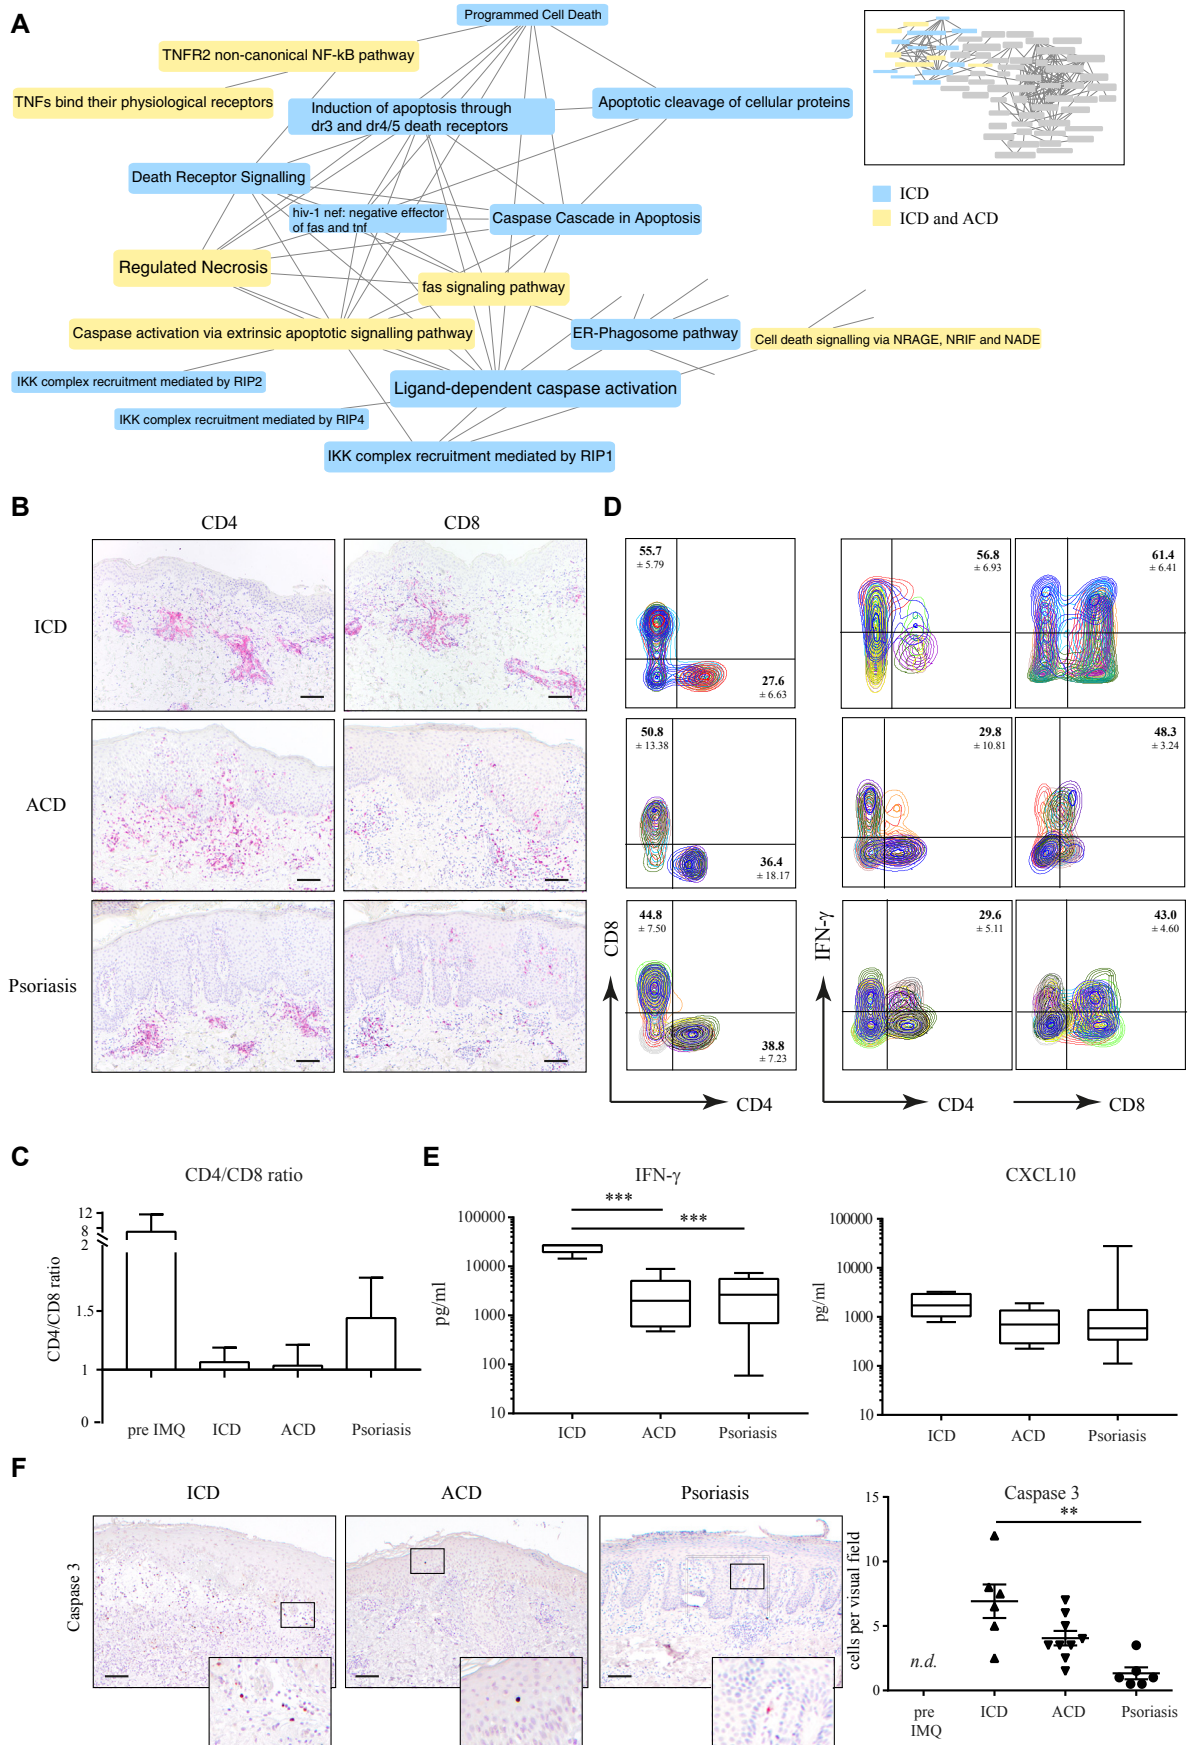 A
Programmed Cell Death
TNFR2 non-canonical NF-kB pathway
TNFs bind their physiological receptors
Induction of apoptosis through
dr3 and dr4/5 death receptors
Apoptotic cleavage of cellular proteins
Death Receptor Signalling
hiv-1 nef: negative effector
of fas and tnf
Caspase Cascade in Apoptosis
ICD
ICD and ACD
Regulated Necrosis
fas signaling pathway
Caspase activation via extrinsic apoptotic signalling pathway
ER-Phagosome pathway
Cell death signalling via NRAGE, NRIF and NADE
IKK complex recruitment mediated by RIP2
Ligand-dependent caspase activation
IKK complex recruitment mediated by RIP4
IKK complex recruitment mediated by RIP1
B
CD4
CD8
ICD
ACD
Psoriasis
D
55.7
± 5.79
27.6
± 6.63
56.8
± 6.93
61.4
± 6.41
50.8
± 13.38
36.4
± 18.17
29.8
± 10.81
48.3
± 3.24
44.8
± 7.50
38.8
± 7.23
29.6
± 5.11
43.0
± 4.60
CD8
CD4
IFN-γ
CD4
CD8
C
CD4/CD8 ratio
CD4/CD8 ratio
12
8
2
1.5
1
0
pre IMQ
ICD
ACD
Psoriasis
E
IFN-γ
***
***
pg/ml
100000
10000
1000
100
10
ICD
ACD
Psoriasis
CXCL10
pg/ml
100000
10000
1000
100
10
ICD
ACD
Psoriasis
F
ICD
ACD
Psoriasis
Caspase 3
Caspase 3
**
cells per visual field
15
10
5
0
n.d.
pre
IMQ
ICD
ACD
Psoriasis